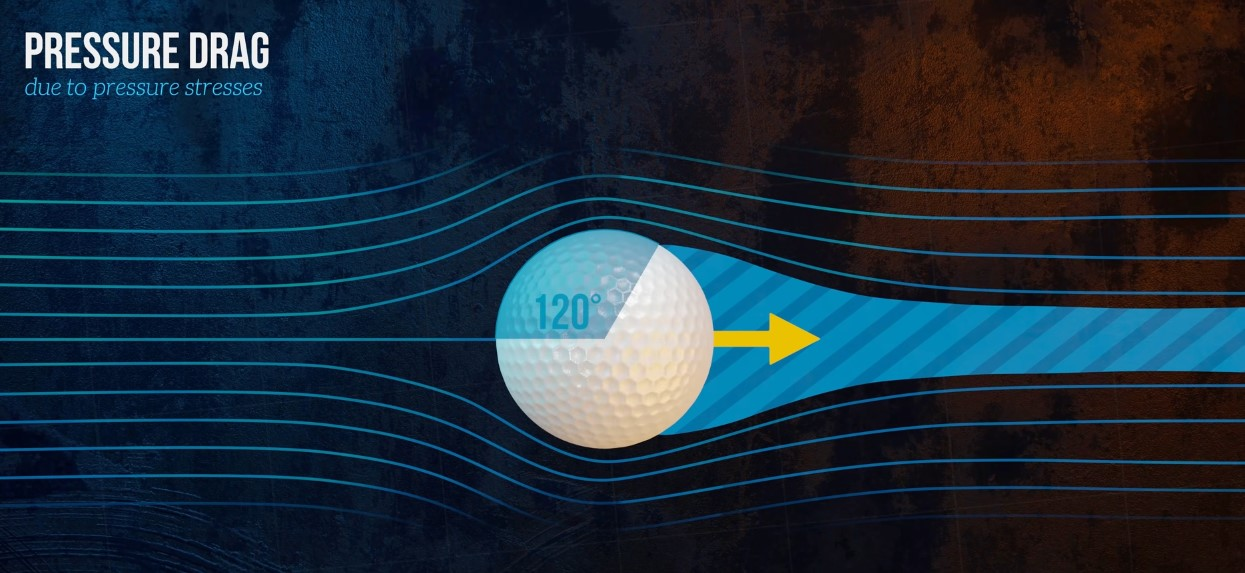 PRESSURE DRAG
due to pressure stresses
120°